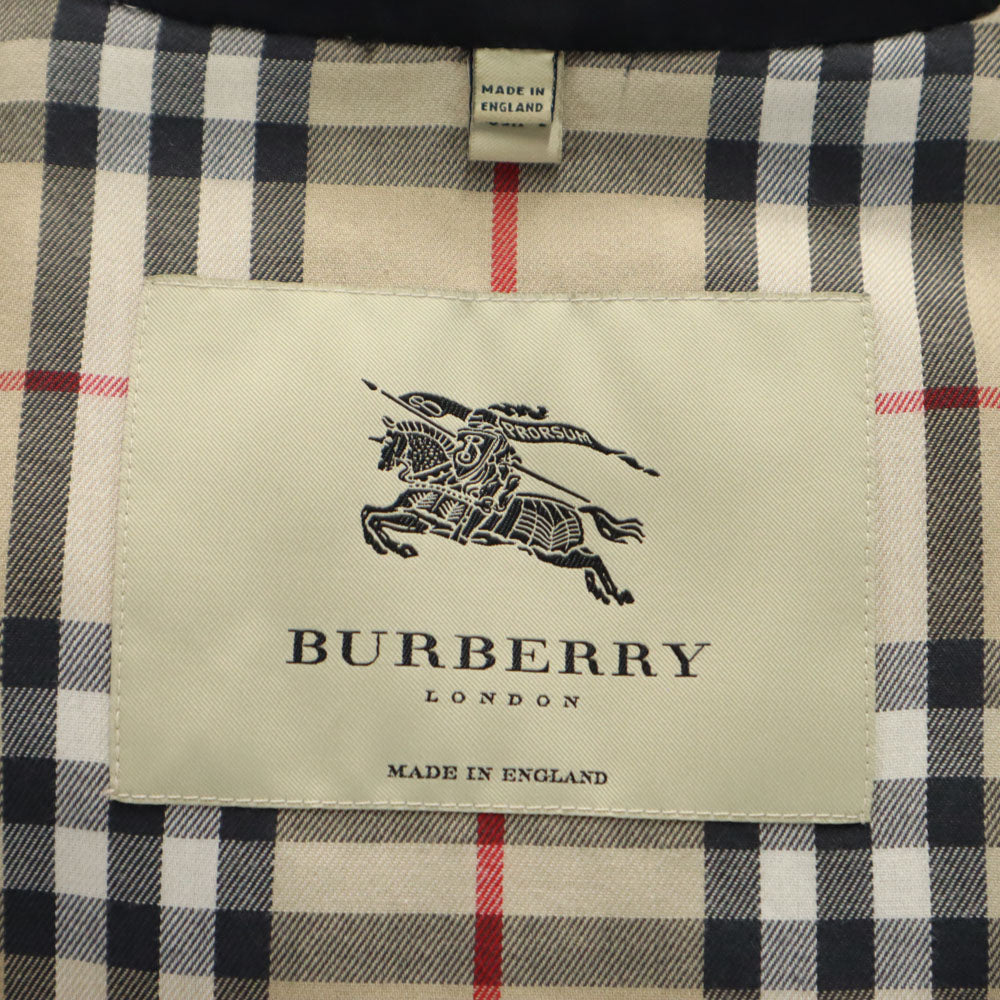 MADE IN
ENGLAND
PRORSUM
B
BURBERRY
LONDON
MADE IN ENGLAND